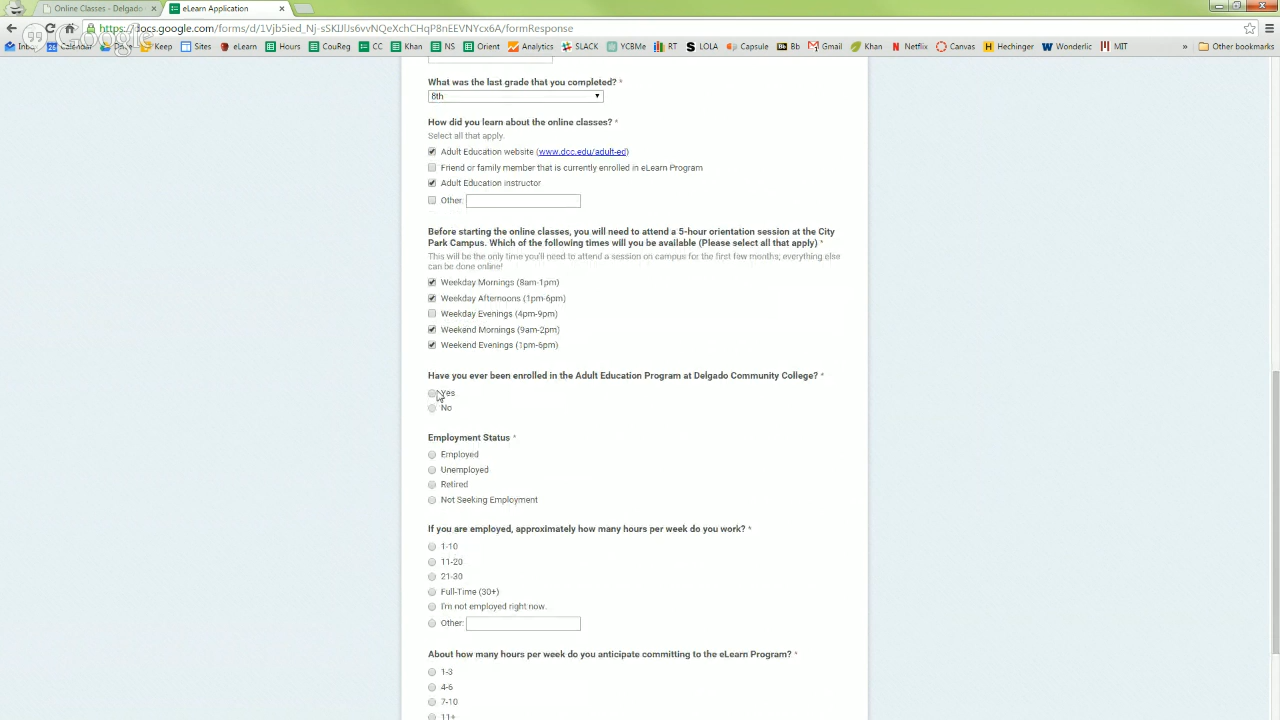 Online Classes - Delgado
eLearn Application
https://docs.google.com/forms/d/1Vjb5ied_Nj-sSKIJlJs6vvNQeXchCHqP8nEEVNYcx6A/formResponse
Google
Keep
Sites
eLearn
Hours
CouReg
CC
Khan
NS
Orient
Analytics
SLACK
YCBMe
RT
LOLA
Capsule
Bb
Gmail
Khan
Netflix
Canvas
Hechinger
Wonderlic
MIT
»
Other bookmarks
What was the last grade that you completed? *
8th
How did you learn about the online classes? *
Select all that apply.
Adult Education website (www.dcc.edu/adult-ed)
Friend or family member that is currently enrolled in eLearn Program
Adult Education instructor
Other:
Before starting the online classes, you will need to attend a 5-hour orientation session at the City
Park Campus. Which of the following times will you be available (Please select all that apply) *
This will be the only time you'll need to attend a session on campus for the first few months; everything else
can be done online!
Weekday Mornings (8am-1pm)
Weekday Afternoons (1pm-6pm)
Weekday Evenings (4pm-9pm)
Weekend Mornings (9am-2pm)
Weekend Evenings (1pm-6pm)
Have you ever been enrolled in the Adult Education Program at Delgado Community College? *
Yes
No
Employment Status *
Employed
Unemployed
Retired
Not Seeking Employment
If you are employed, approximately how many hours per week do you work? *
1-10
11-20
21-30
Full-Time (30+)
I'm not employed right now.
Other:
About how many hours per week do you anticipate committing to the eLearn Program? *
1-3
4-6
7-10
11+